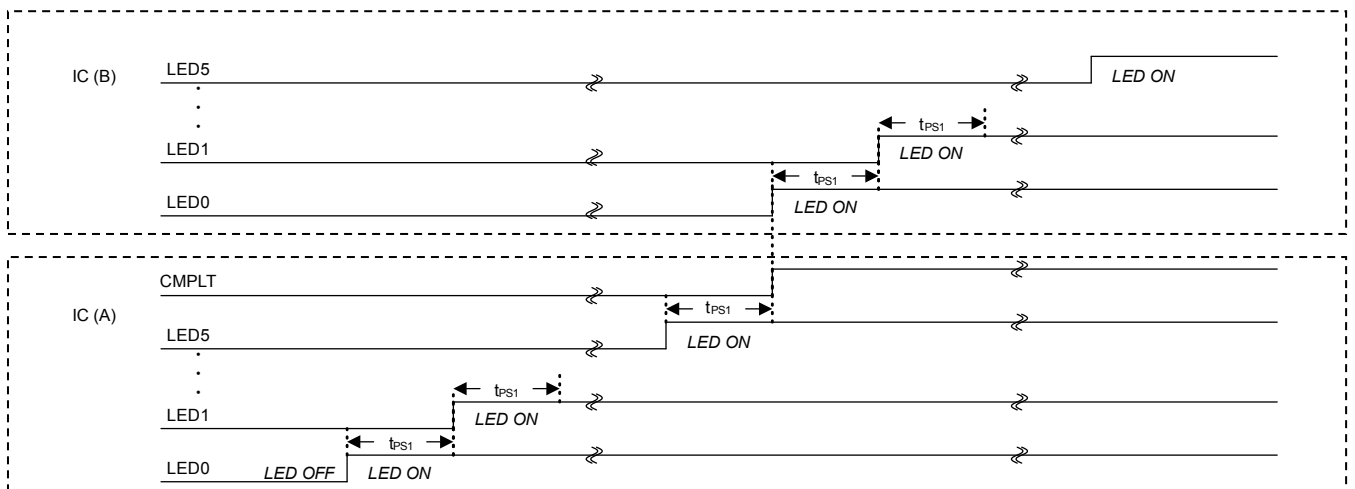 LED5
IC (B)
LED ON
tPS1
LED1
LED ON
tPS1
LED0
LED ON
CMPLT
IC (A)
tPS1
LED5
LED ON
tPS1
LED1
LED ON
tPS1
LED0
LED OFF LED ON